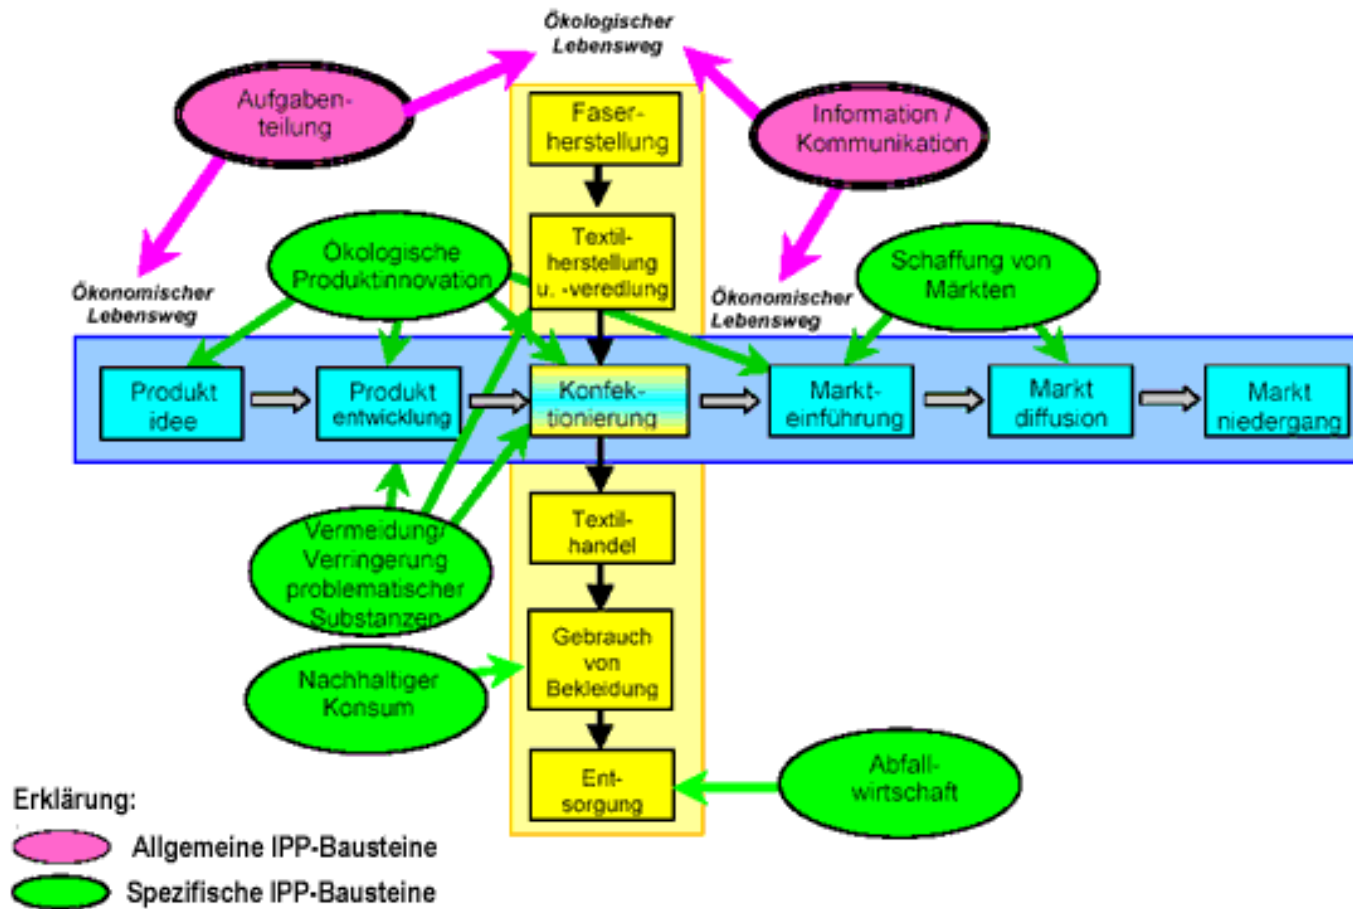 Ökologischer
Lebensweg
Aufgaben-
teilung
Faser-
herstellung
Information /
Kommunikation
Ökologische
Produktinnovation
Textil-
herstellung
u. -veredlung
Schaffung von
Märkten
Ökonomischer
Lebensweg
Ökonomischer
Lebensweg
Produkt
idee
Produkt
entwicklung
Konfek-
tionierung
Markt-
einführung
Markt
diffusion
Markt
niedergang
Vermeidung/
Verringerung
problematischer
Substanzen
Textil-
handel
Gebrauch
von
Bekleidung
Nachhaltiger
Konsum
Ent-
sorgung
Abfall-
wirtschaft
Erklärung:
Allgemeine IPP-Bausteine
Spezifische IPP-Bausteine